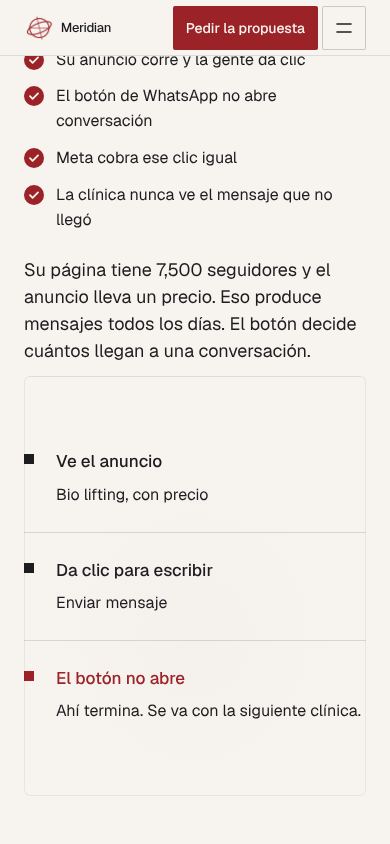 Meridian
Pedir la propuesta
Su anuncio corre y la gente da clic
El botón de WhatsApp no abre
conversación
Meta cobra ese clic igual
La clínica nunca ve el mensaje que no
llegó
Su página tiene 7,500 seguidores y el
anuncio lleva un precio. Eso produce
mensajes todos los días. El botón decide
cuántos llegan a una conversación.
Ve el anuncio
Bio lifting, con precio
Da clic para escribir
Enviar mensaje
El botón no abre
Ahí termina. Se va con la siguiente clínica.